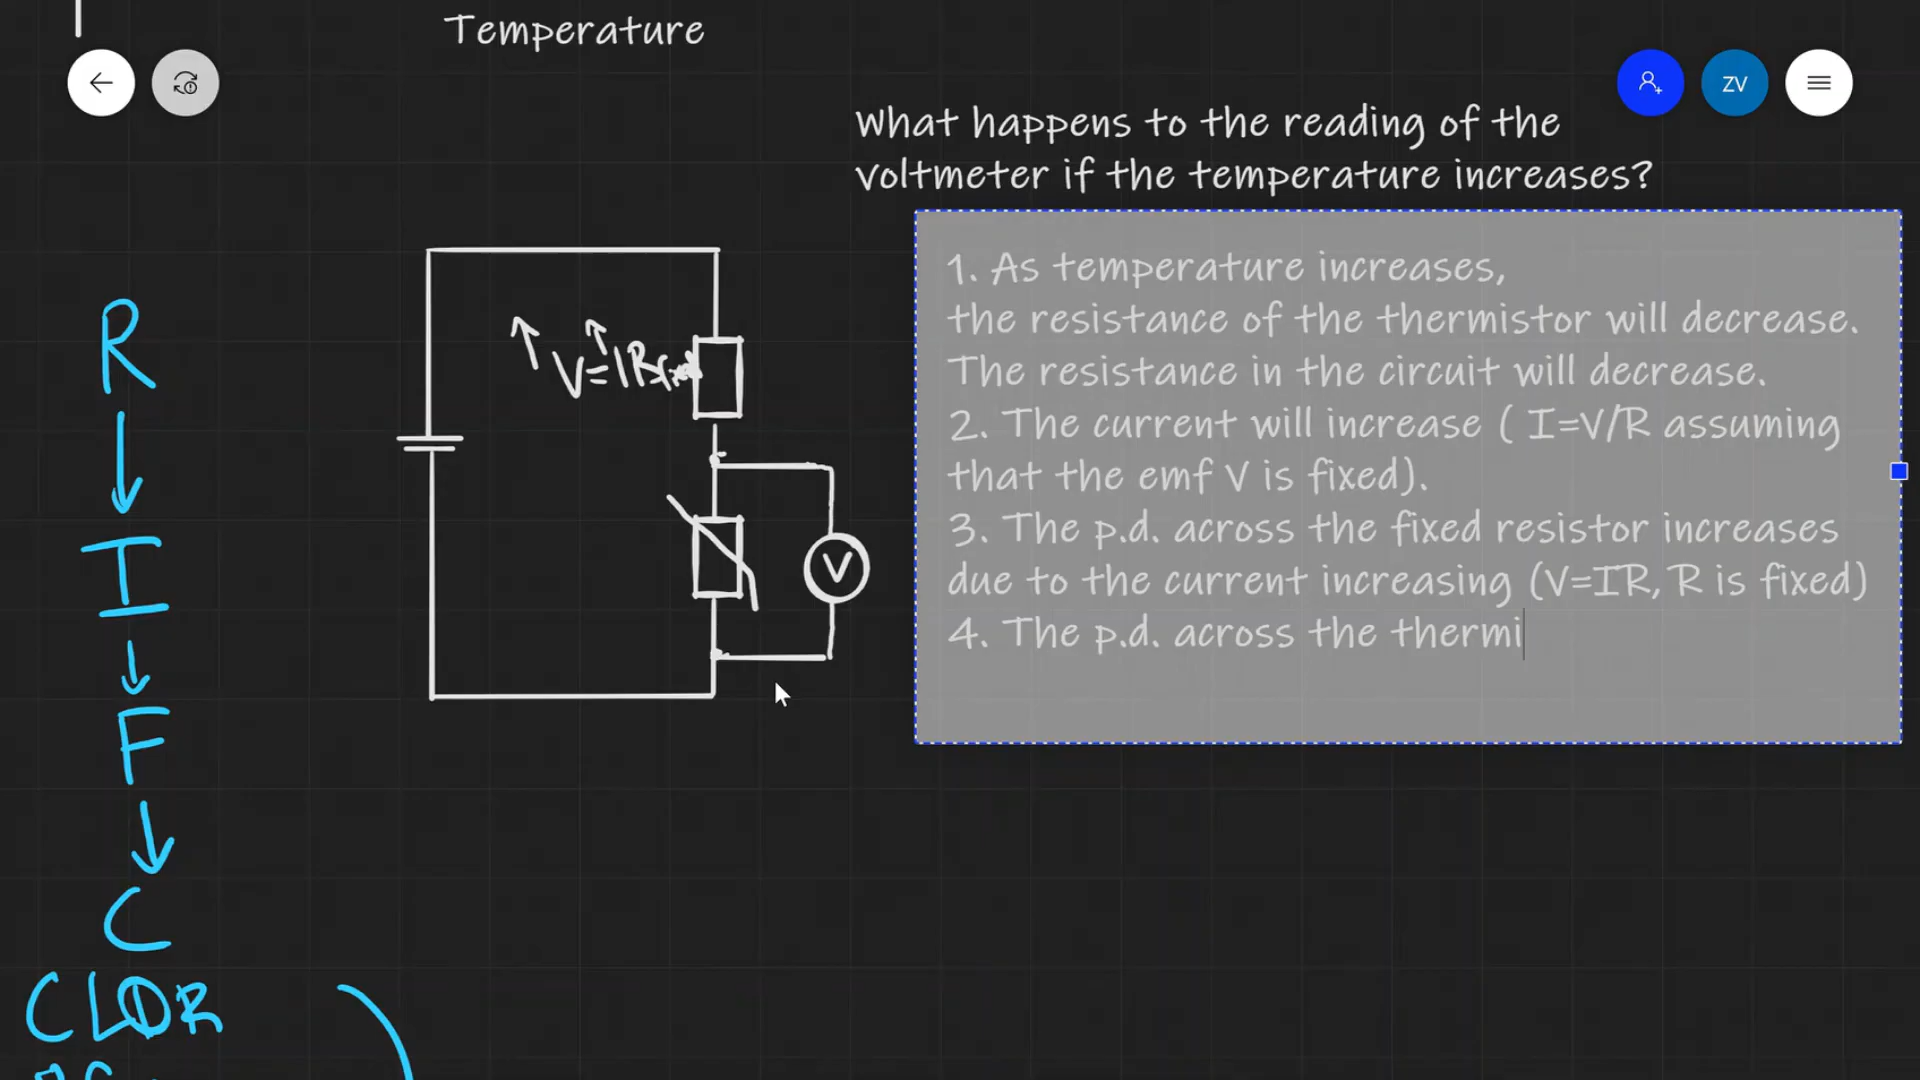 Temperature
ZV
What happens to the reading of the
voltmeter if the temperature increases?
1. As temperature increases,
the resistance of the thermistor will decrease.
The resistance in the circuit will decrease.
2. The current will increase ( I=V/R assuming
that the emf V is fixed).
3. The p.d. across the fixed resistor increases
due to the current increasing (V=IR, R is fixed)
4. The p.d. across the thermi
V=IR
V
R
I
F
C